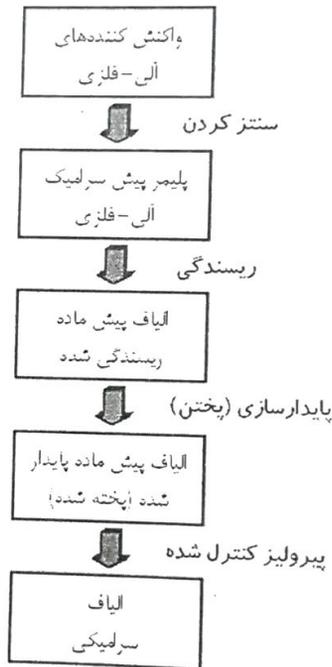 واکنش کننده‌های
آلی-فلزی
سنتز کردن
پلیمر پیش سرامیک
آلی-فلزی
ریسندگی
الیاف پیش ماده
ریسندگی شده
پایدارسازی (پختن)
الیاف پیش ماده پایدار
شده (پخته شده)
پیرولیز کنترل شده
الیاف
سرامیکی